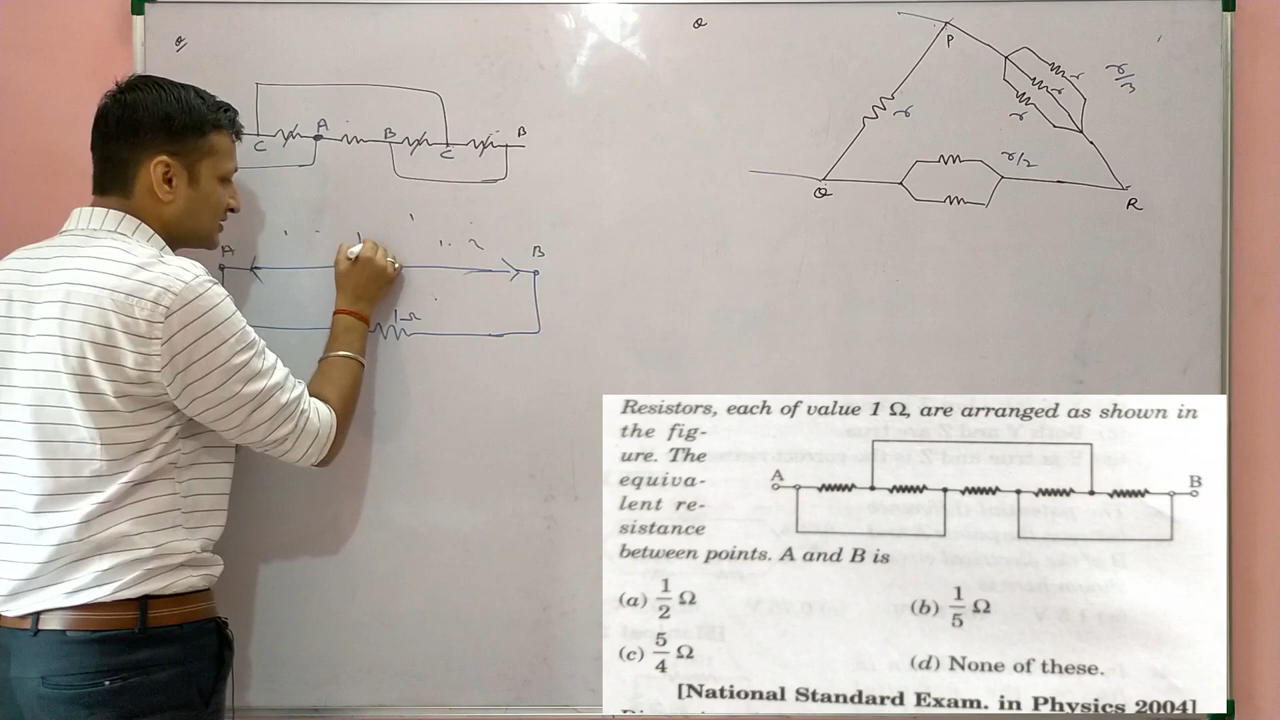 Q
C A B C B
A B
1Ω
Q
P
r
r
r
r
r/3
r/2
Q R
Resistors, each of value 1 Ω, are arranged as shown in
the fig-
ure. The
equiva-
lent re-
sistance
between points. A and B is
A B
(a) 1/2 Ω (b) 1/5 Ω
(c) 5/4 Ω (d) None of these.
[National Standard Exam. in Physics 2004]